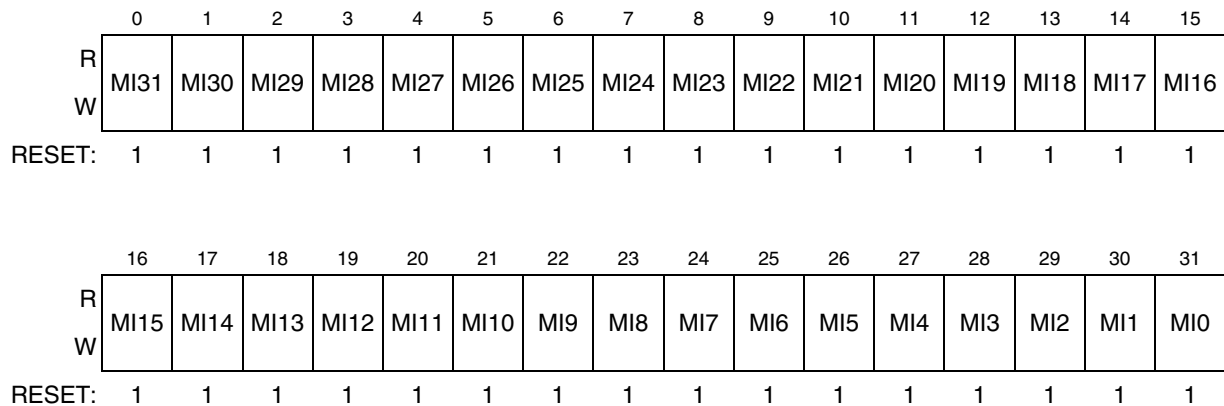 0 1 2 3 4 5 6 7 8 9 10 11 12 13 14 15
R
MI31 MI30 MI29 MI28 MI27 MI26 MI25 MI24 MI23 MI22 MI21 MI20 MI19 MI18 MI17 MI16
W
RESET: 1 1 1 1 1 1 1 1 1 1 1 1 1 1 1 1
16 17 18 19 20 21 22 23 24 25 26 27 28 29 30 31
R
MI15 MI14 MI13 MI12 MI11 MI10 MI9 MI8 MI7 MI6 MI5 MI4 MI3 MI2 MI1 MI0
W
RESET: 1 1 1 1 1 1 1 1 1 1 1 1 1 1 1 1